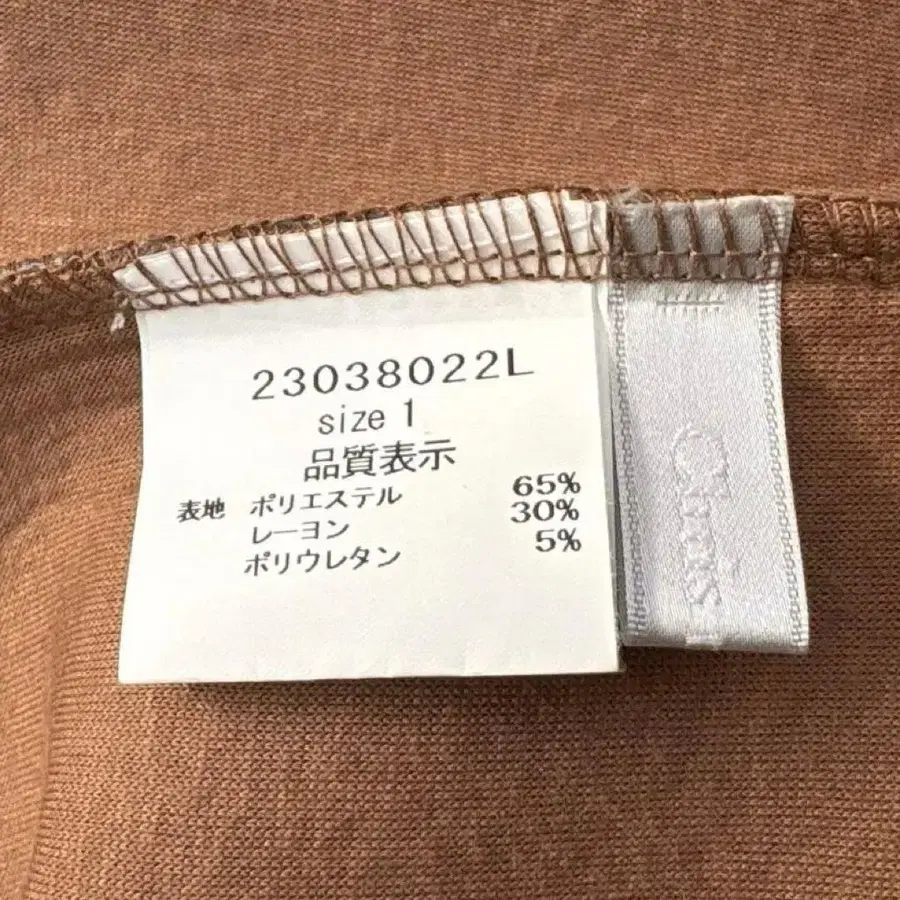 23038022L
size 1
品質表示
表地 ポリエステル 65%
レーヨン 30%
ポリウレタン 5%